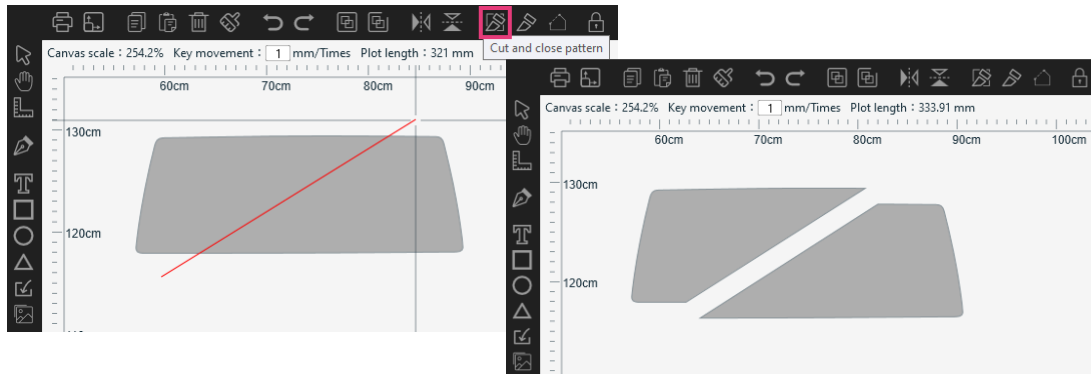 Canvas scale：254.2% Key movement： 1 mm/Times Plot length：321 mm
Cut and close pattern
60cm 70cm 80cm 90cm
130cm
120cm
Canvas scale：254.2% Key movement： 1 mm/Times Plot length：333.91 mm
60cm 70cm 80cm 90cm 100cm
130cm
120cm